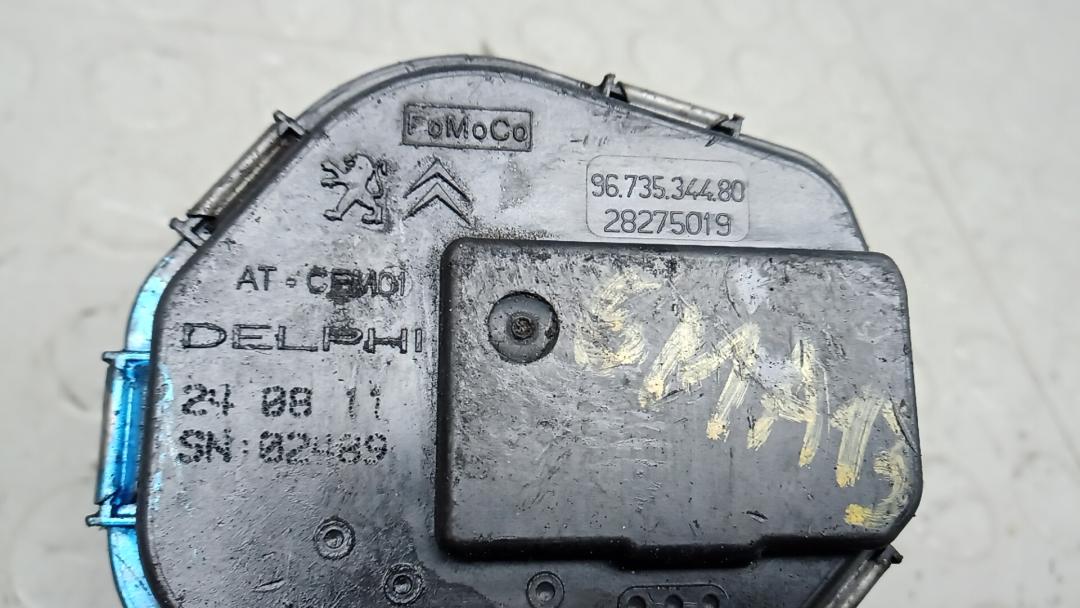 FoMoCo
96.735.344.80
28275019
AT - CEM01
DELPHI
24 08 11
SN:02489